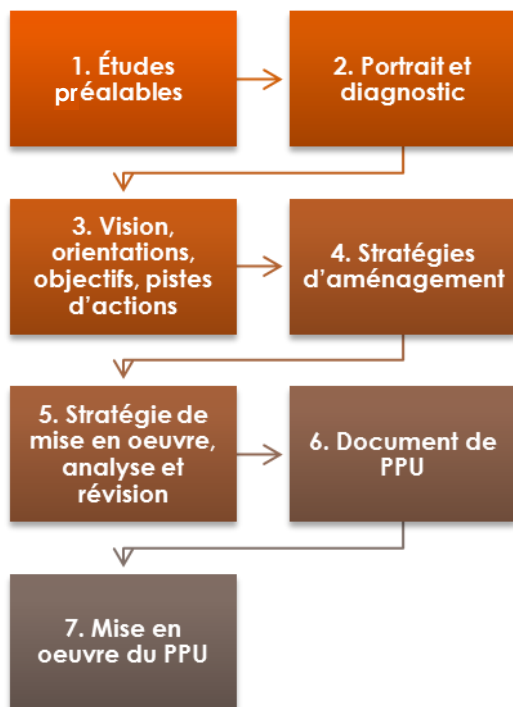 1. Études
préalables
2. Portrait et
diagnostic
3. Vision,
orientations,
objectifs, pistes
d'actions
4. Stratégies
d'aménagement
5. Stratégie de
mise en oeuvre,
analyse et
révision
6. Document de
PPU
7. Mise en
oeuvre du PPU